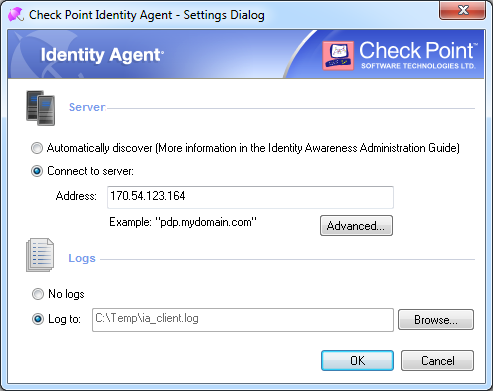 Check Point Identity Agent - Settings Dialog
Identity Agent
Check Point™
SOFTWARE TECHNOLOGIES LTD.
Server
Automatically discover (More information in the Identity Awareness Administration Guide)
Connect to server:
Address: 170.54.123.164
Example: "pdp.mydomain.com" Advanced...
Logs
No logs
Log to: C:\Temp\ia_client.log Browse...
OK Cancel